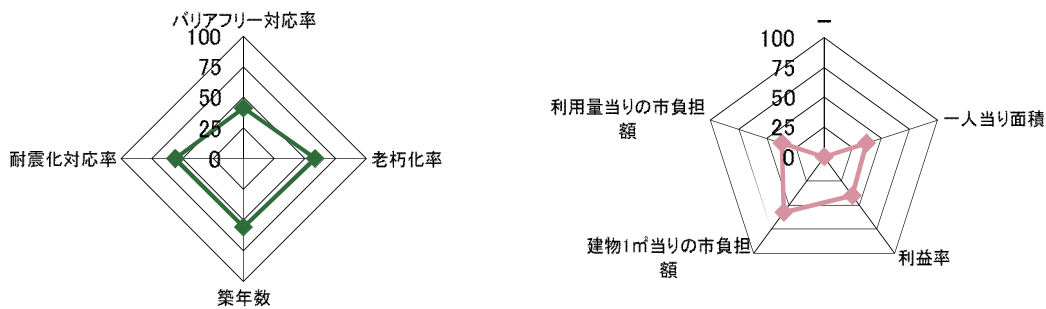 バリアフリー対応率
100
75
50
25
0
耐震化対応率
老朽化率
築年数
－
100
75
50
25
0
利用量当りの市負担
額
一人当り面積
建物1㎡当りの市負担
額
利益率